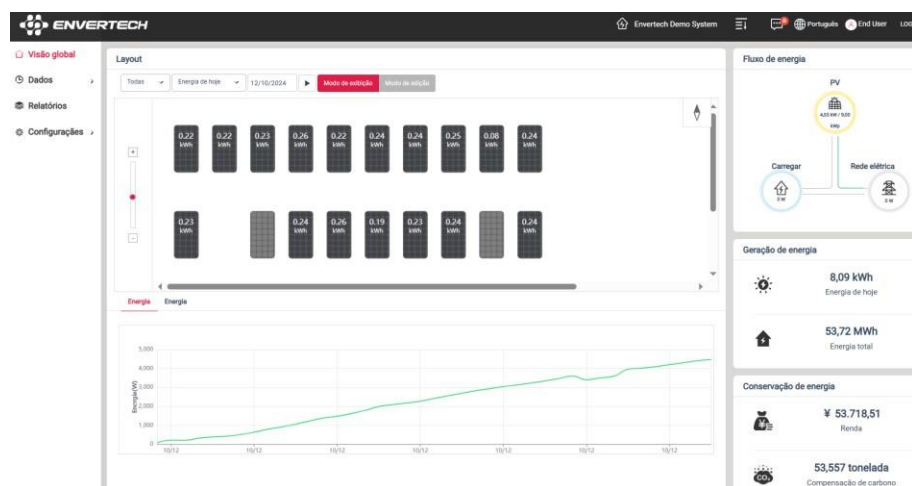 ENVERTECH
Envertech Demo System
Português
End User
Visão global
Dados
Relatórios
Configurações
Layout
Todas
Energia de hoje
12/10/2024
Modo de exibição
Modo de edição
0.22 kWh
0.22 kWh
0.23 kWh
0.26 kWh
0.22 kWh
0.24 kWh
0.24 kWh
0.25 kWh
0.08 kWh
0.24 kWh
0.23 kWh
0.24 kWh
0.26 kWh
0.19 kWh
0.23 kWh
0.24 kWh
0.24 kWh
Energia
Energia
Energia(W)
5,000
4,000
3,000
2,000
1,000
0
10/12
10/12
10/12
10/12
10/12
10/12
10/12
Fluxo de energia
PV
kWp
Carregar
Rede elétrica
0 W
0 W
Geração de energia
8,09 kWh
Energia de hoje
53,72 MWh
Energia total
Conservação de energia
¥ 53.718,51
Renda
CO₂
53,557 tonelada
Compensação de carbono